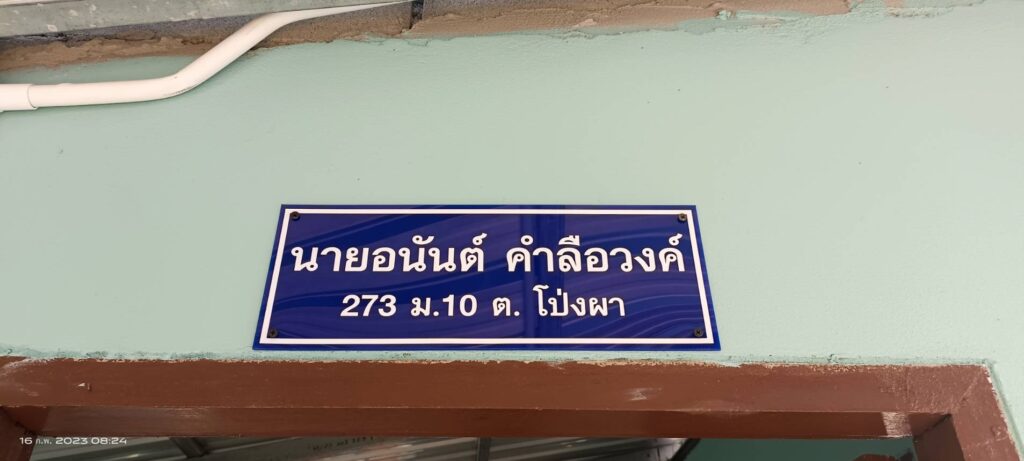 นายอนันต์ คำลือวงค์
273 ม.10 ต. โป่งผา
16 ก.พ. 2023 08:24